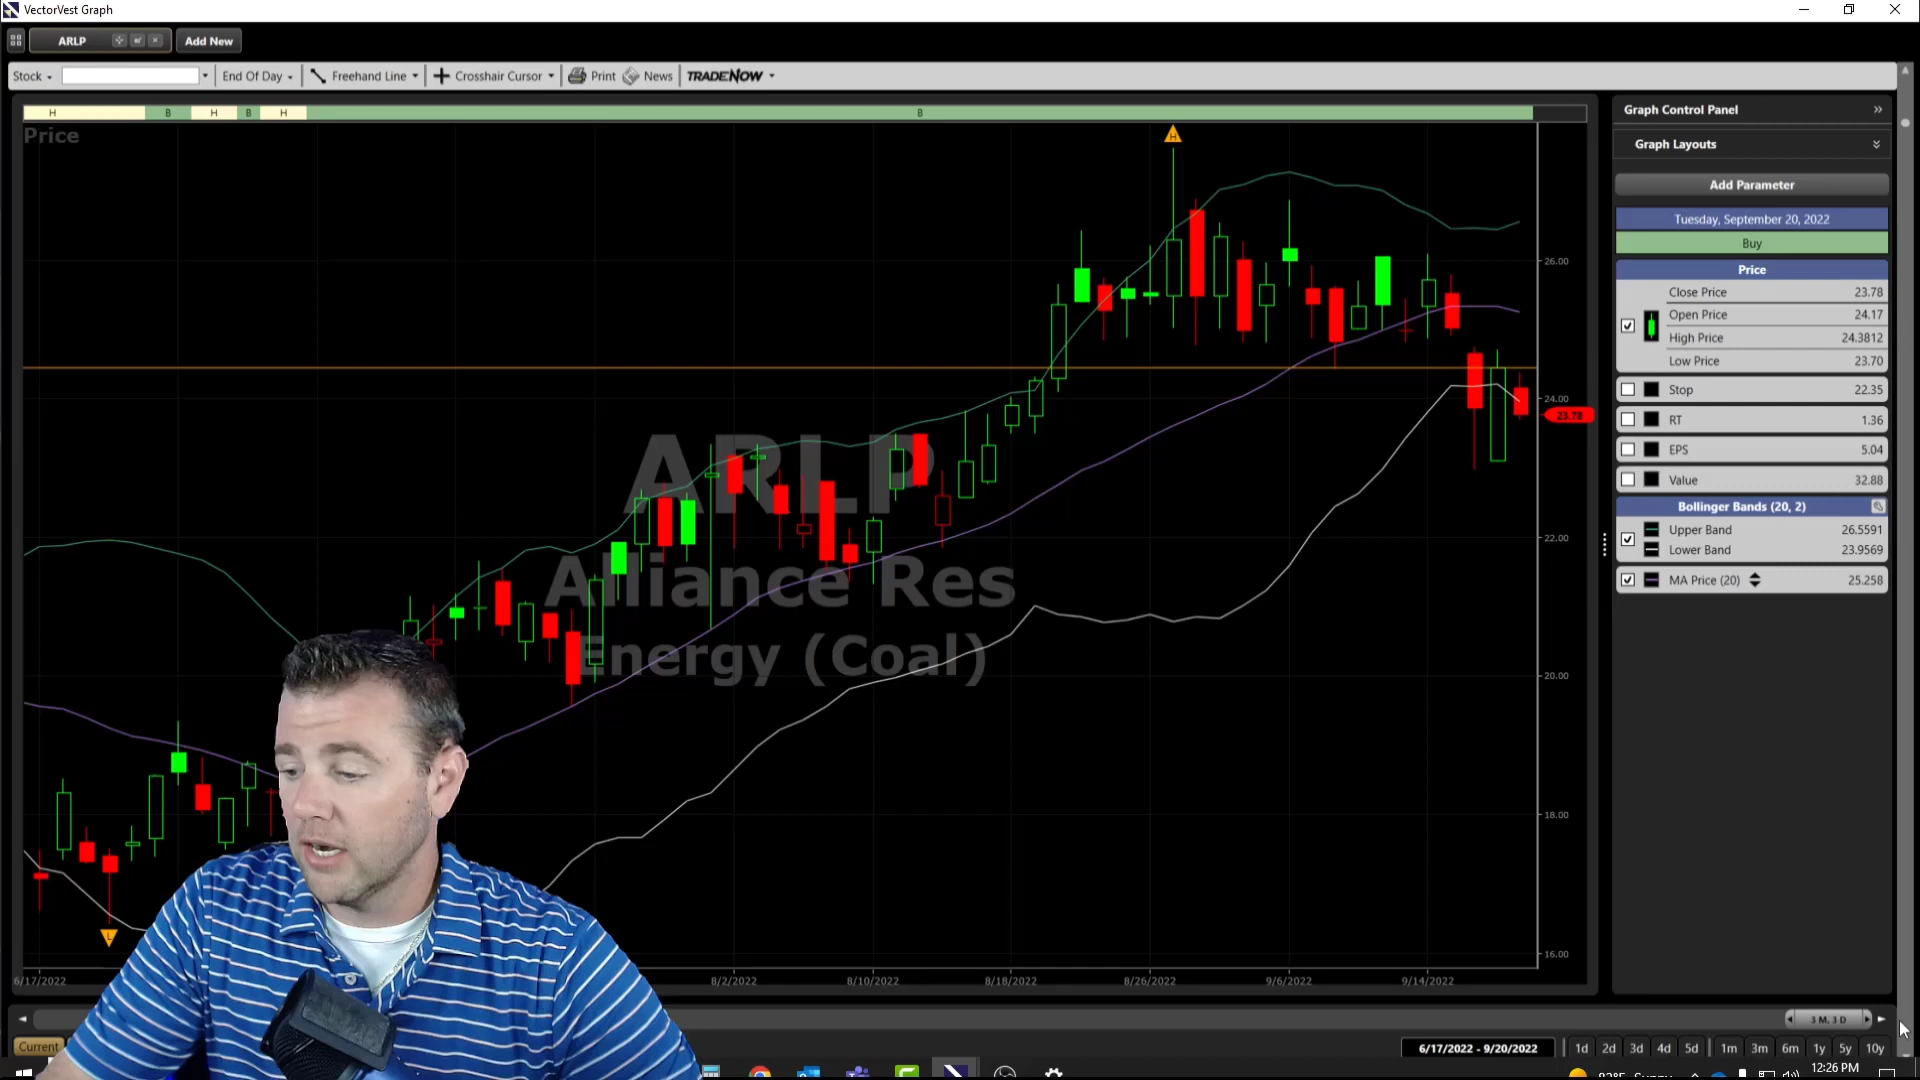 VectorVest Graph
ARLP
Add New
Stock
End Of Day
Freehand Line
Crosshair Cursor
Print
News
TRADENOW
H B H B H B
Price
H
ARLP
Alliance Res
Energy (Coal)
L
26.00
24.00
23.78
22.00
20.00
18.00
16.00
6/17/2022
8/2/2022
8/10/2022
8/18/2022
8/26/2022
9/6/2022
9/14/2022
Graph Control Panel
Graph Layouts
Add Parameter
Tuesday, September 20, 2022
Buy
Price
Close Price 23.78
Open Price 24.17
High Price 24.3812
Low Price 23.70
Stop 22.35
RT 1.36
EPS 5.04
Value 32.88
Bollinger Bands (20, 2)
Upper Band 26.5591
Lower Band 23.9569
MA Price (20) 25.258
3 M, 3 D
Current
6/17/2022 - 9/20/2022
1d 2d 3d 4d 5d 1m 3m 6m 1y 5y 10y
12:26 PM